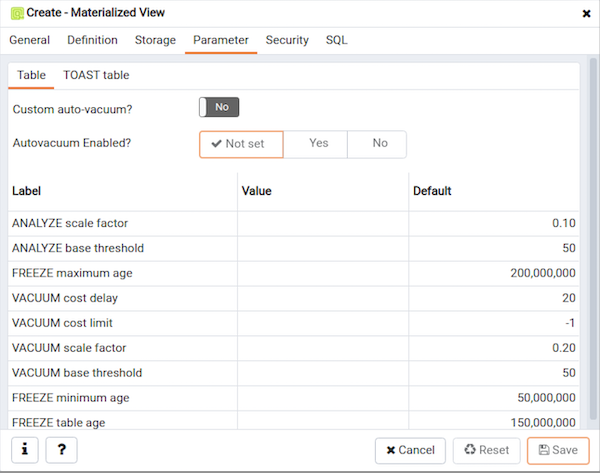 Create - Materialized View
General Definition Storage Parameter Security SQL
Table TOAST table
Custom auto-vacuum? No
Autovacuum Enabled? Not set Yes No
Label Value Default
ANALYZE scale factor 0.10
ANALYZE base threshold 50
FREEZE maximum age 200,000,000
VACUUM cost delay 20
VACUUM cost limit -1
VACUUM scale factor 0.20
VACUUM base threshold 50
FREEZE minimum age 50,000,000
FREEZE table age 150,000,000
i ? Cancel Reset Save